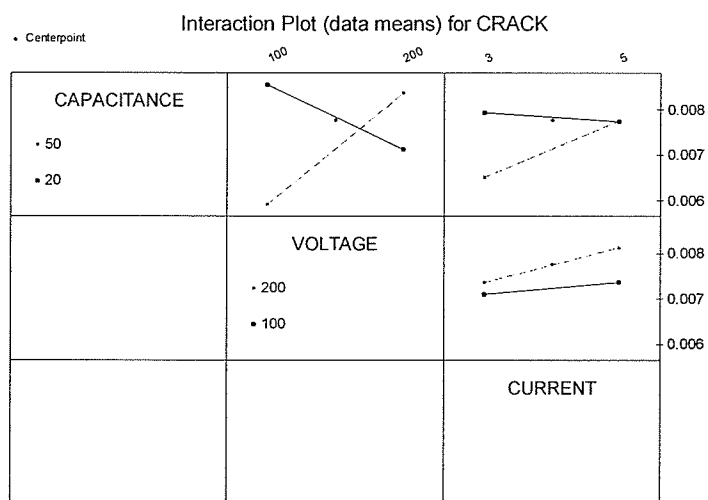 Interaction Plot (data means) for CRACK
• Centerpoint
100 200 3 5
CAPACITANCE
• 50
• 20
0.008
0.007
0.006
VOLTAGE
• 200
• 100
0.008
0.007
0.006
CURRENT